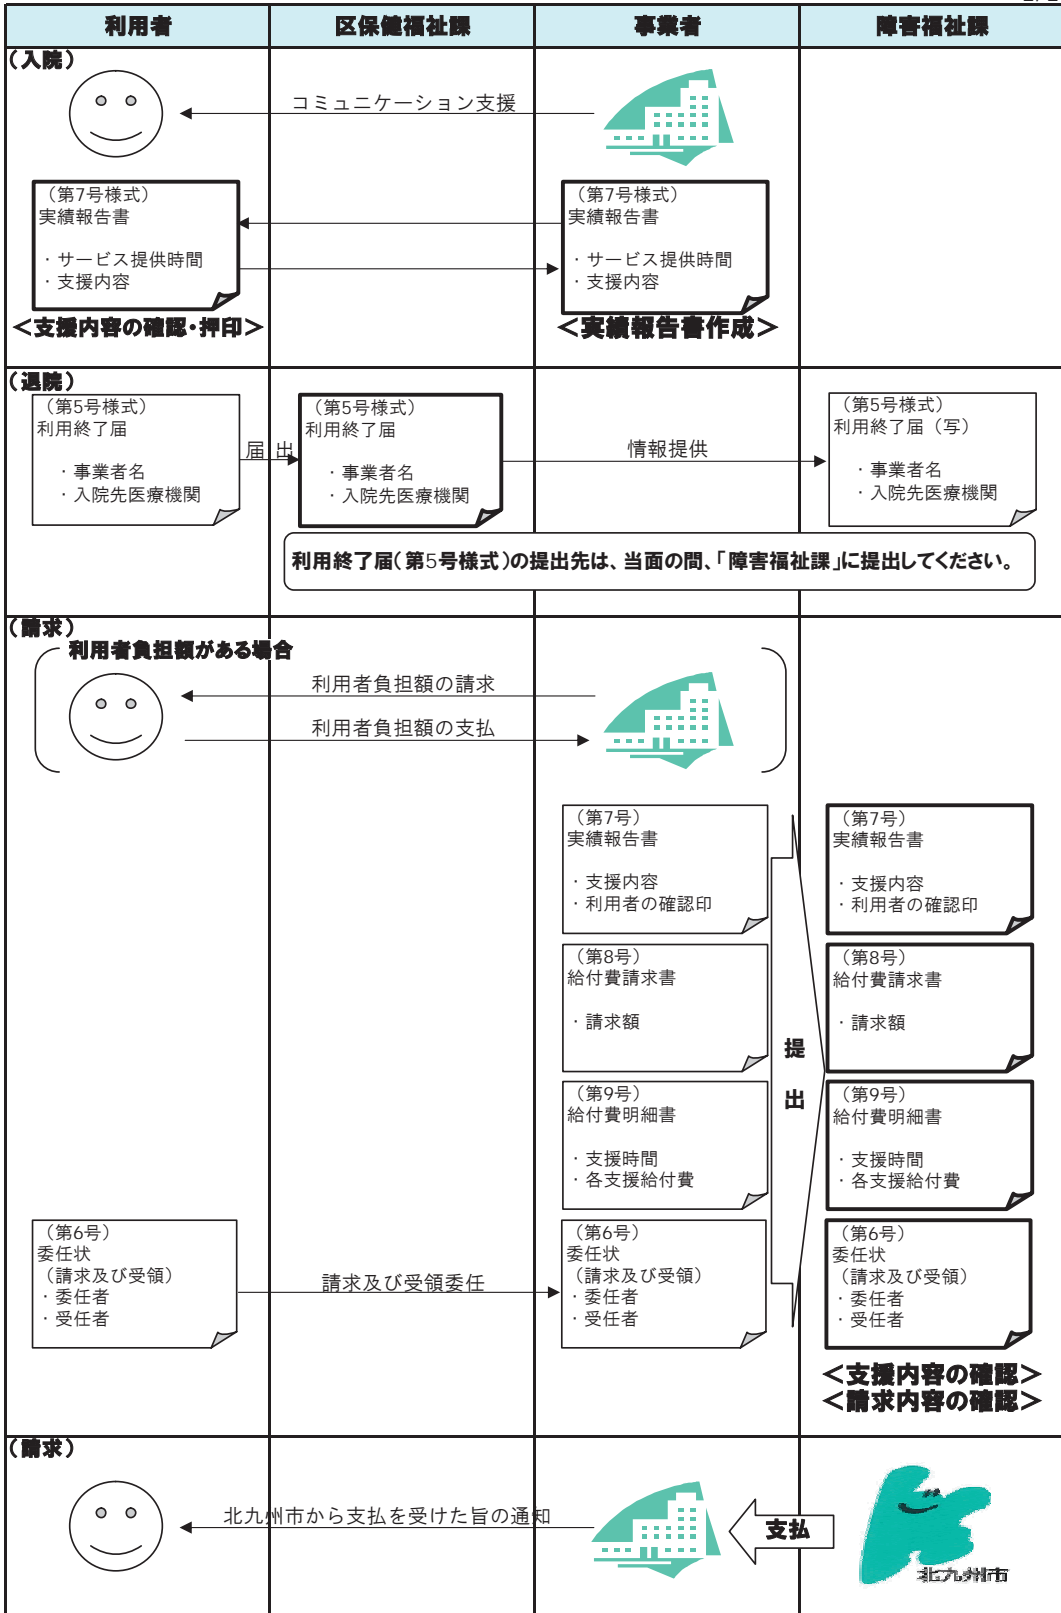 利用者
区保健福祉課
事業者
障害福祉課
（入院）
コミュニケーション支援
（第7号様式）
実績報告書
・サービス提供時間
・支援内容
＜支援内容の確認・押印＞
（第7号様式）
実績報告書
・サービス提供時間
・支援内容
＜実績報告書作成＞
（退院）
（第5号様式）
利用終了届
・事業者名
・入院先医療機関
届出
（第5号様式）
利用終了届
・事業者名
・入院先医療機関
情報提供
（第5号様式）
利用終了届（写）
・事業者名
・入院先医療機関
利用終了届（第5号様式）の提出先は、当面の間、「障害福祉課」に提出してください。
（請求）
利用者負担額がある場合
利用者負担額の請求
利用者負担額の支払
（第7号）
実績報告書
・支援内容
・利用者の確認印
（第8号）
給付費請求書
・請求額
（第9号）
給付費明細書
・支援時間
・各支援給付費
（第6号）
委任状
（請求及び受領）
・委任者
・受任者
請求及び受領委任
（第6号）
委任状
（請求及び受領）
・委任者
・受任者
提出
（第7号）
実績報告書
・支援内容
・利用者の確認印
（第8号）
給付費請求書
・請求額
（第9号）
給付費明細書
・支援時間
・各支援給付費
（第6号）
委任状
（請求及び受領）
・委任者
・受任者
＜支援内容の確認＞
＜請求内容の確認＞
（請求）
北九州市から支払を受けた旨の通知
支払
北九州市